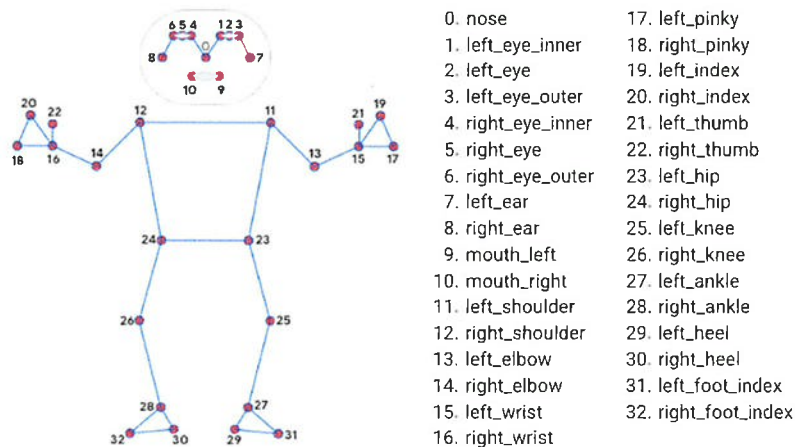 6 5 4 1 2 3
0
8 7
10 9
20 22 12 11 21 19
18 16 14 13 15 17
24 23
26 25
28 27
32 30 29 31
0. nose
1. left_eye_inner
2. left_eye
3. left_eye_outer
4. right_eye_inner
5. right_eye
6. right_eye_outer
7. left_ear
8. right_ear
9. mouth_left
10. mouth_right
11. left_shoulder
12. right_shoulder
13. left_elbow
14. right_elbow
15. left_wrist
16. right_wrist
17. left_pinky
18. right_pinky
19. left_index
20. right_index
21. left_thumb
22. right_thumb
23. left_hip
24. right_hip
25. left_knee
26. right_knee
27. left_ankle
28. right_ankle
29. left_heel
30. right_heel
31. left_foot_index
32. right_foot_index